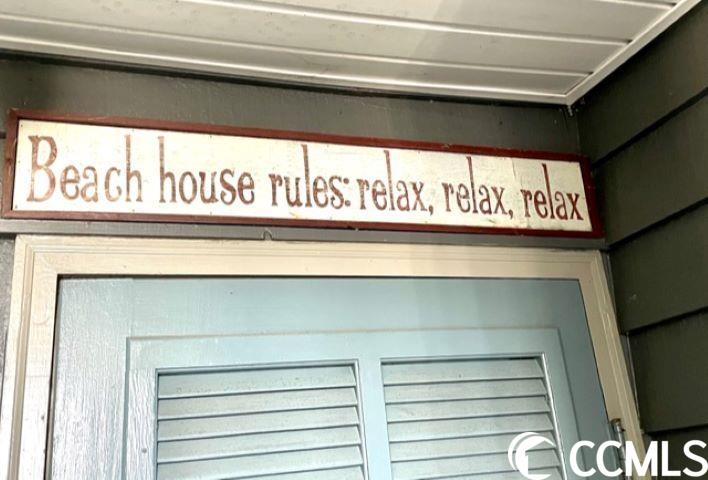 Beach house rules: relax, relax, relax
CCMLS